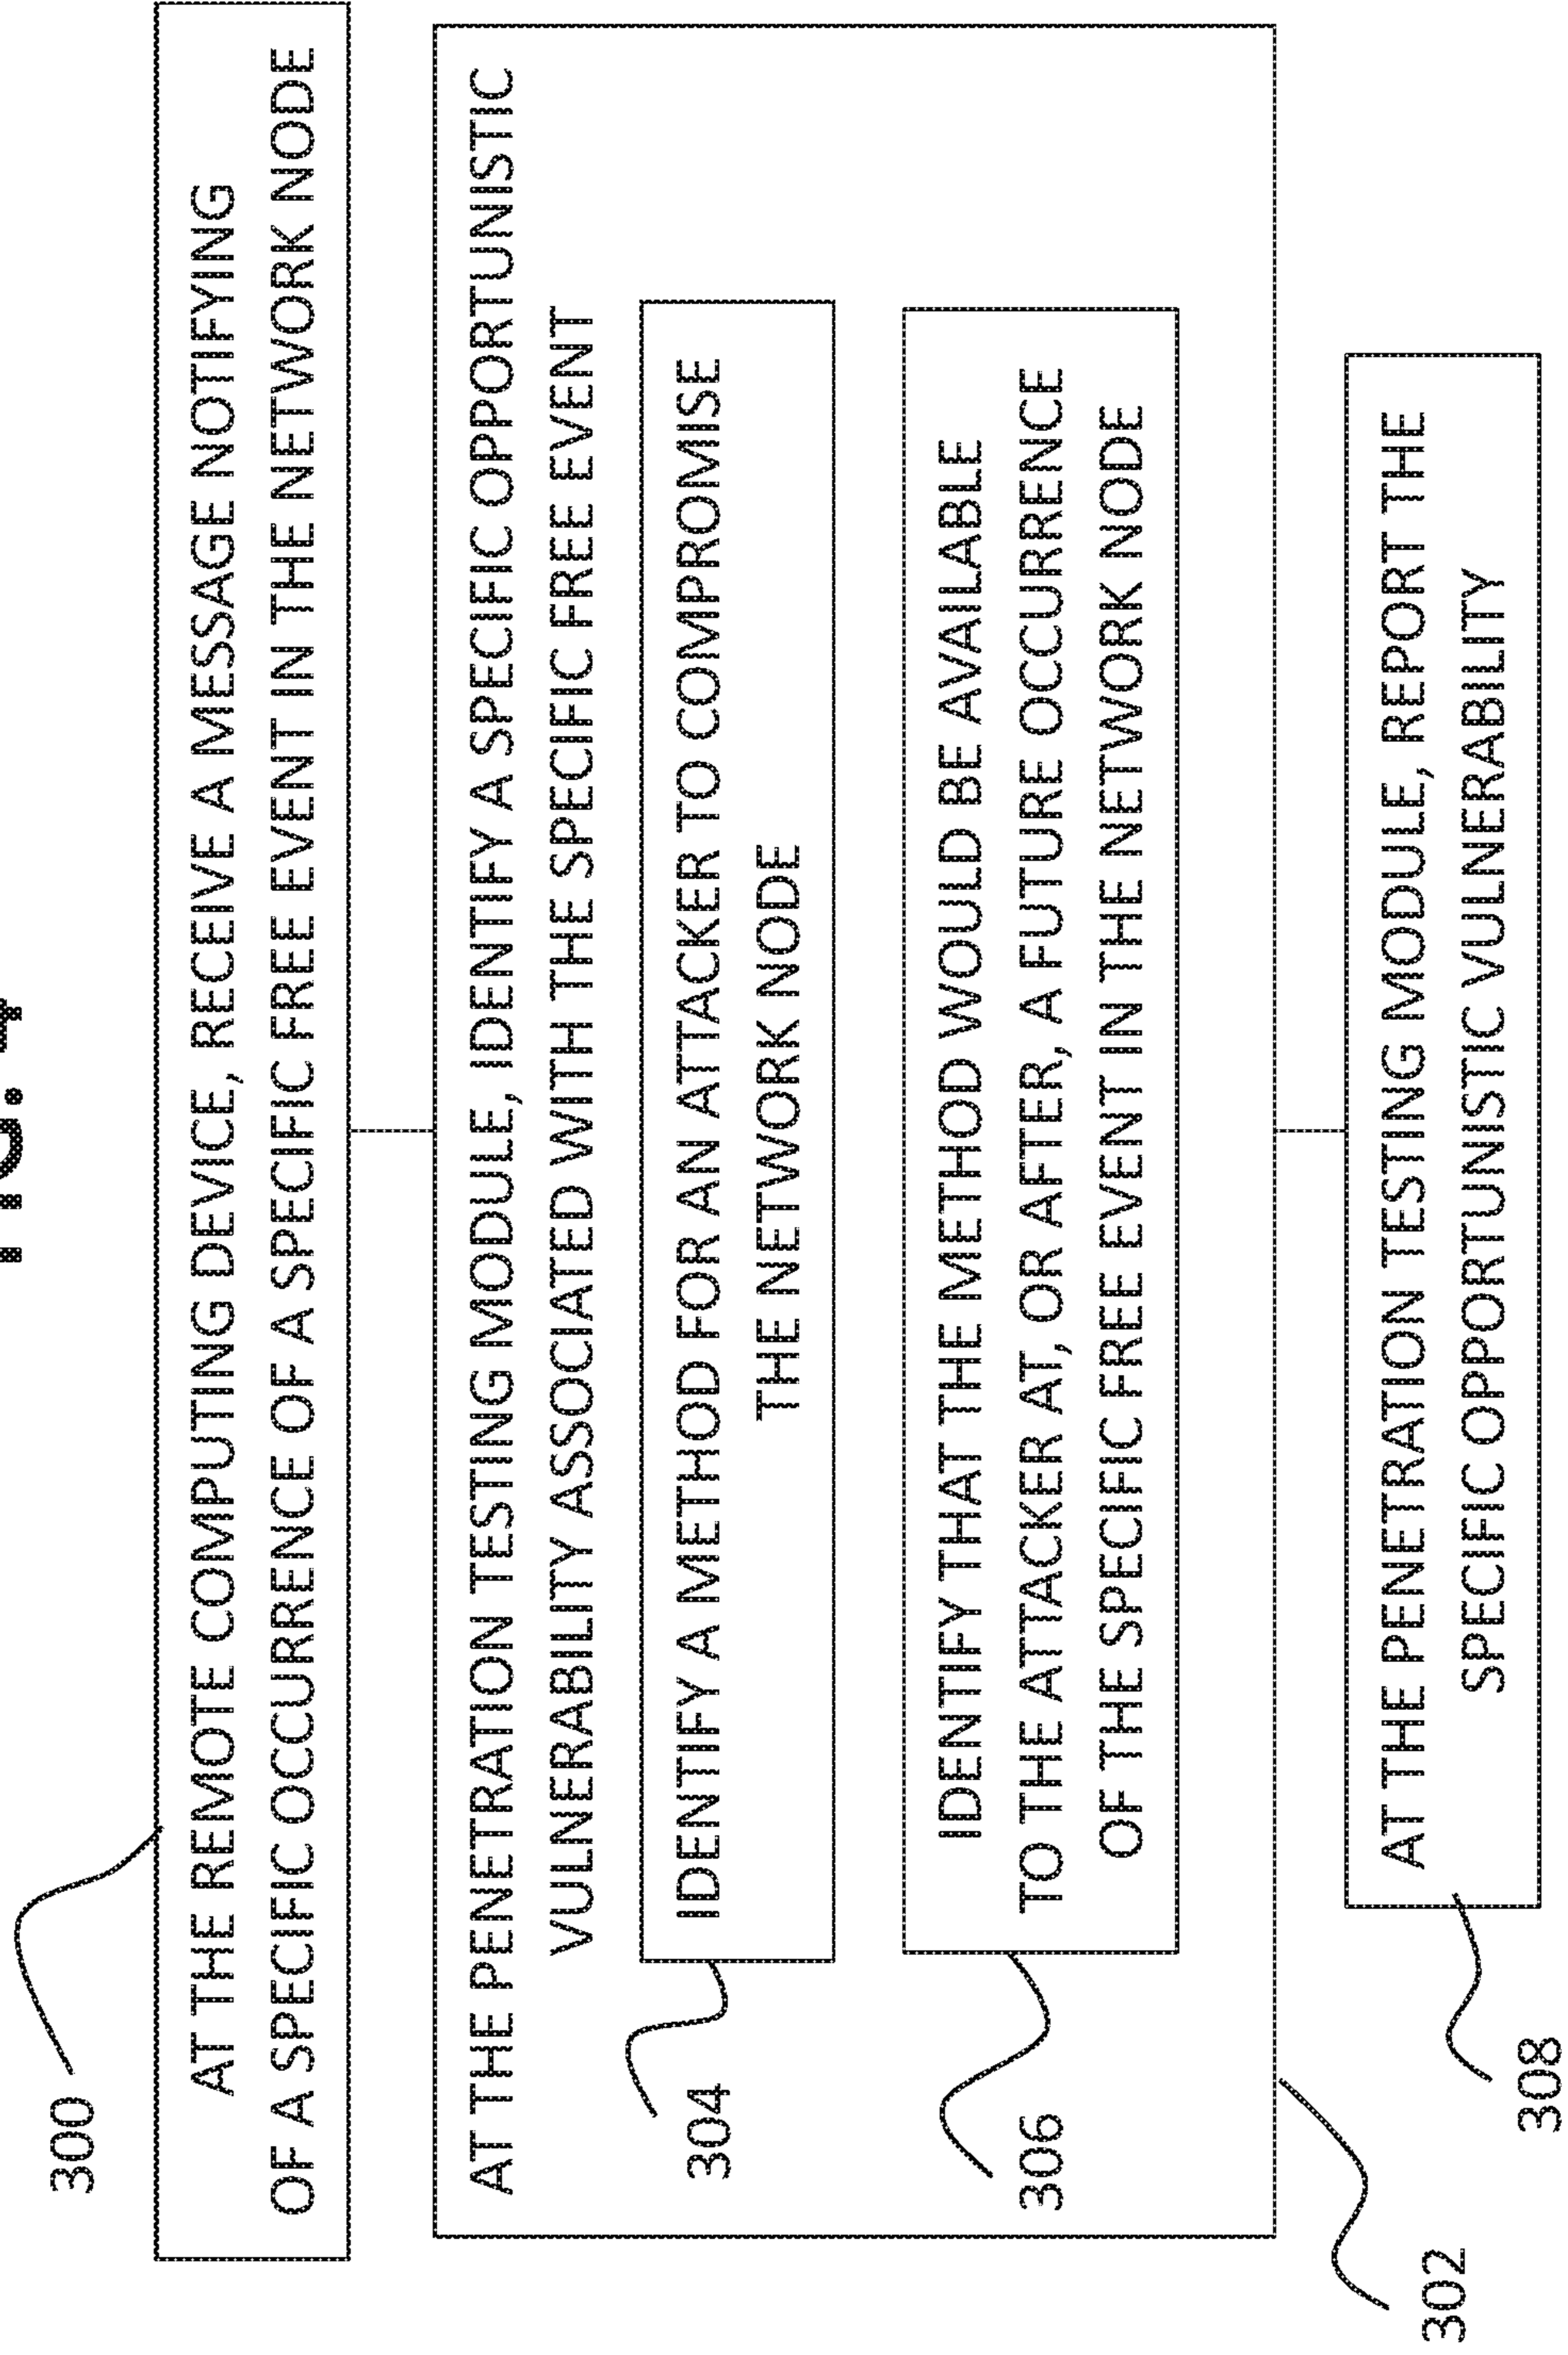 300
AT THE REMOTE COMPUTING DEVICE, RECEIVE A MESSAGE NOTIFYING
OF A SPECIFIC OCCURRENCE OF A SPECIFIC FREE EVENT IN THE NETWORK NODE
AT THE PENETRATION TESTING MODULE, IDENTIFY A SPECIFIC OPPORTUNISTIC
VULNERABILITY ASSOCIATED WITH THE SPECIFIC FREE EVENT
304
IDENTIFY A METHOD FOR AN ATTACKER TO COMPROMISE
THE NETWORK NODE
306
IDENTIFY THAT THE METHOD WOULD BE AVAILABLE
TO THE ATTACKER AT, OR AFTER, A FUTURE OCCURRENCE
OF THE SPECIFIC FREE EVENT IN THE NETWORK NODE
302
AT THE PENETRATION TESTING MODULE, REPORT THE
SPECIFIC OPPORTUNISTIC VULNERABILITY
308